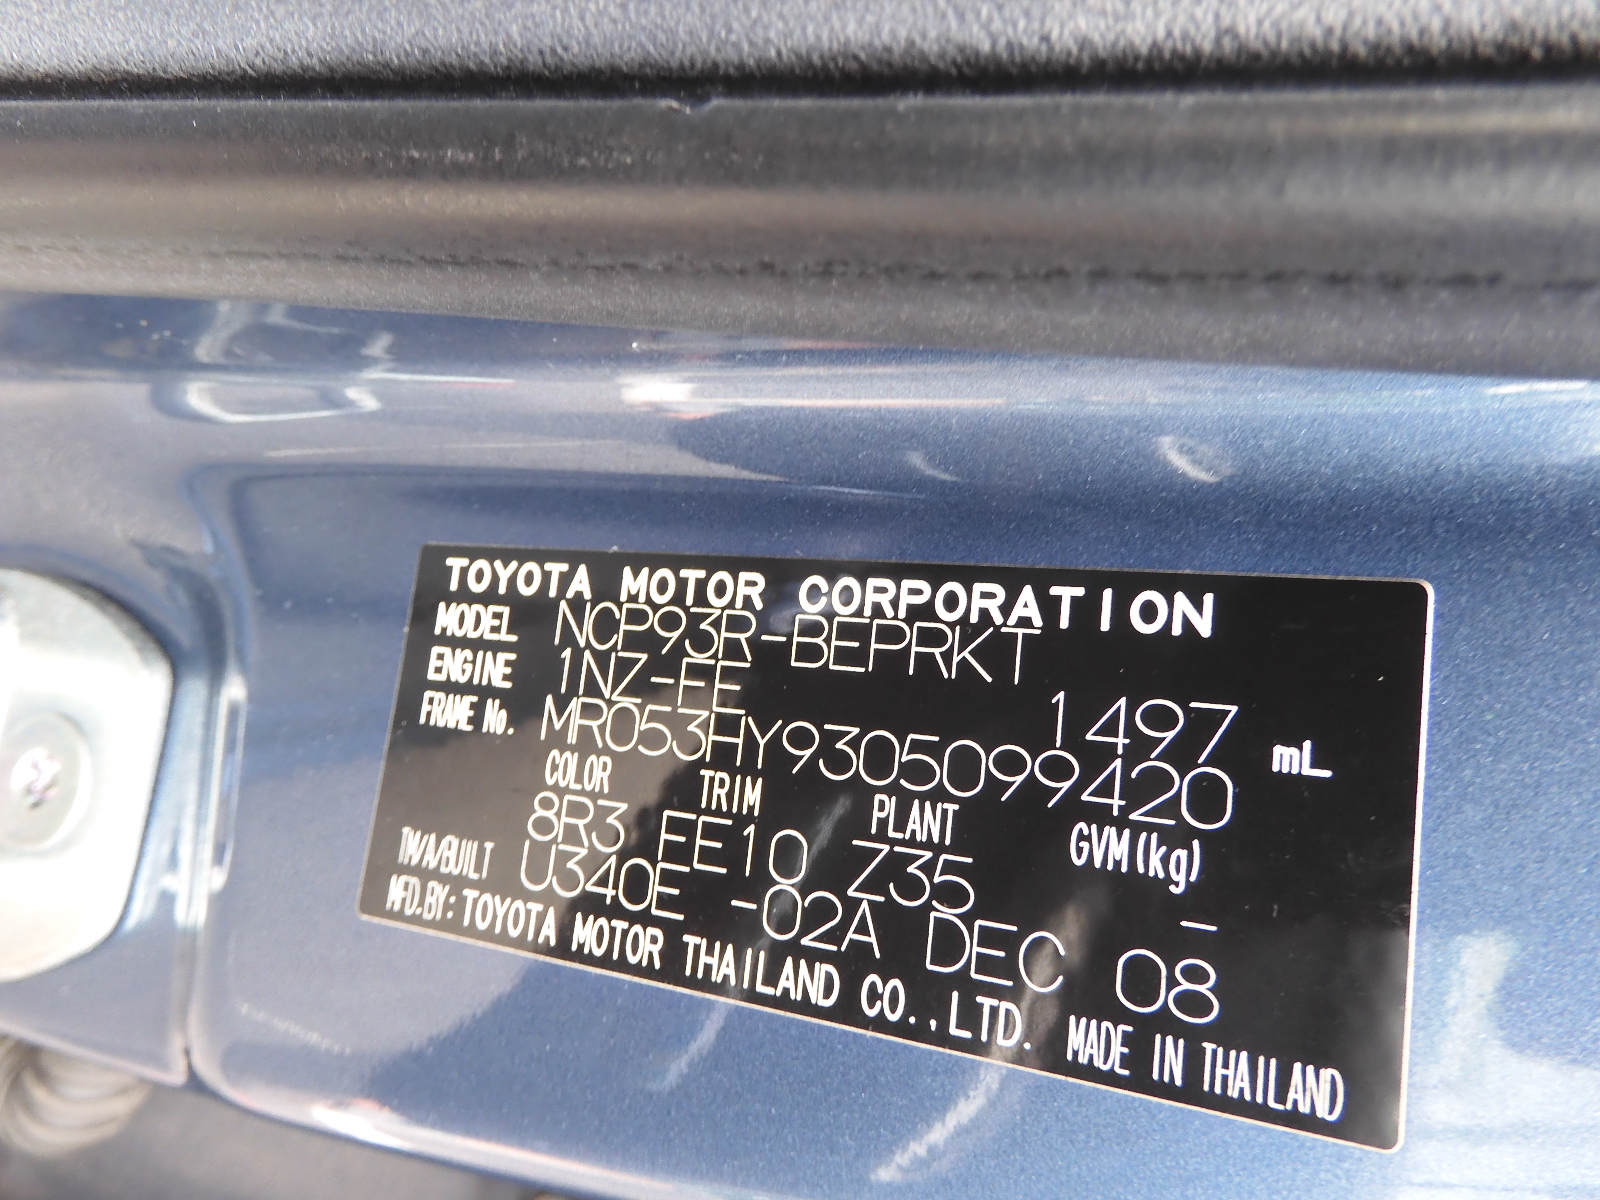 TOYOTA MOTOR CORPORATION
MODEL NCP93R-BEPRKT
ENGINE 1NZ-FE 1497 mL
FRAME No. MR053HY9305099420
COLOR TRIM PLANT GVM(kg)
8R3 FE10 Z35 -
TM/A/BUILT U340E -02A DEC 08
MFD.BY: TOYOTA MOTOR THAILAND CO.,LTD. MADE IN THAILAND